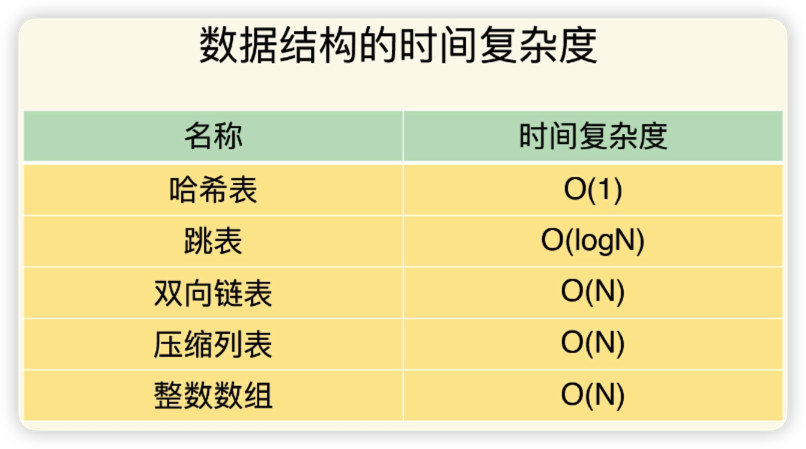 数据结构的时间复杂度
名称 时间复杂度
哈希表 O(1)
跳表 O(logN)
双向链表 O(N)
压缩列表 O(N)
整数数组 O(N)